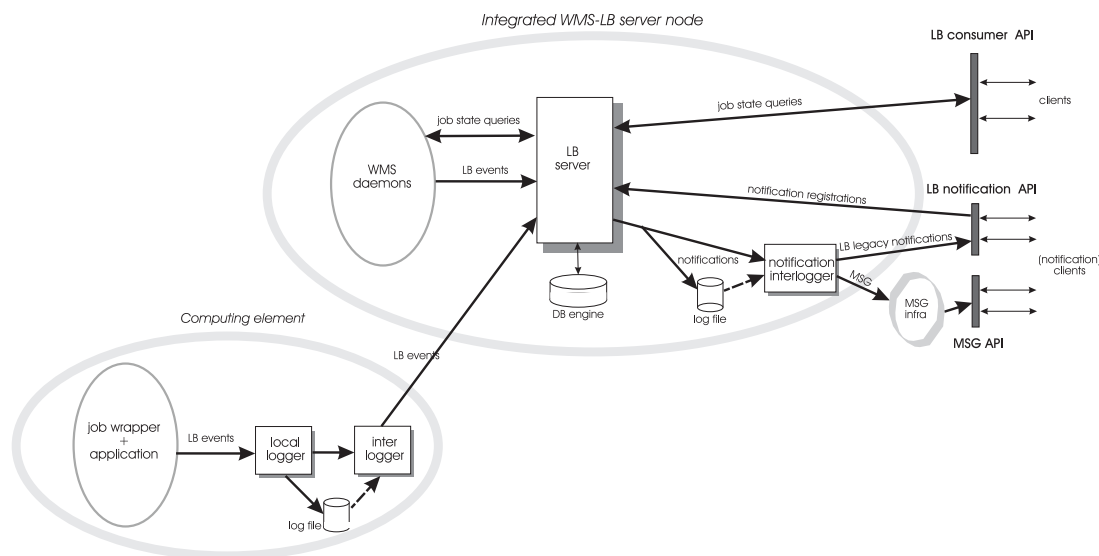 Integrated WMS-LB server node
LB consumer API
job state queries
clients
job state queries
LB
server
WMS
daemons
LB events
notification registrations
LB notification API
LB legacy notifications
notifications
notification
interlogger
(notification)
clients
MSG
MSG
infra
log file
DB engine
MSG API
Computing element
LB events
job wrapper
+
application
LB events
local
logger
inter
logger
log file